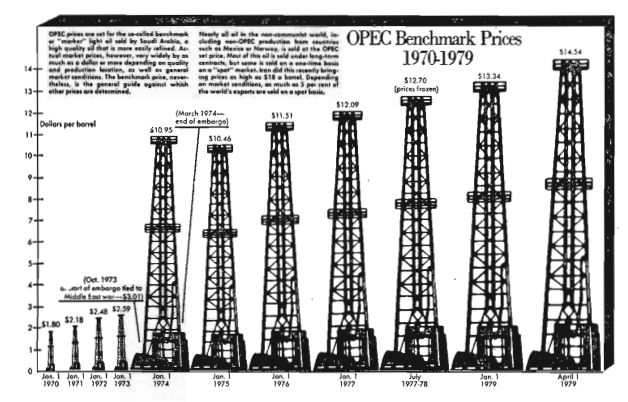 OPEC prices are set for the so-called benchmark
or "marker" light oil sold by Saudi Arabia, a
high quality oil that is more easily refined. Ac-
tual market prices, however, vary widely by as
much as a dollar or more depending on quality
and production location, as well as general
market conditions. The benchmark price, never-
theless, is the general guide against which
other prices are determined.
Nearly all oil in the non-communist world, in-
cluding non-OPEC production from countries
such as Mexico or Norway, is sold at the OPEC
set price. Most of this oil is sold under long-term
contracts, but some is sold on a one-time basis
on a "spot" market. Iran did this recently bring-
ing prices as high as $18 a barrel. Depending
on market conditions, as much as 5 per cent of
the world's exports are sold on a spot basis.
OPEC Benchmark Prices
1970-1979
Dollars per barrel
14
13
12
11
10
9
8
7
6
5
4
3
2
1
0
$1.80
$2.18
$2.48
$2.59
(Oct. 1973
start of embargo tied to
Middle East war—$3.01)
$10.95
(March 1974—
end of embargo)
$10.46
$11.51
$12.09
$12.70
(prices frozen)
$13.34
$14.54
Jan. 1
1970
Jan. 1
1971
Jan. 1
1972
Jan. 1
1973
Jan. 1
1974
Jan. 1
1975
Jan. 1
1976
Jan. 1
1977
July
1977-78
Jan. 1
1979
April 1
1979